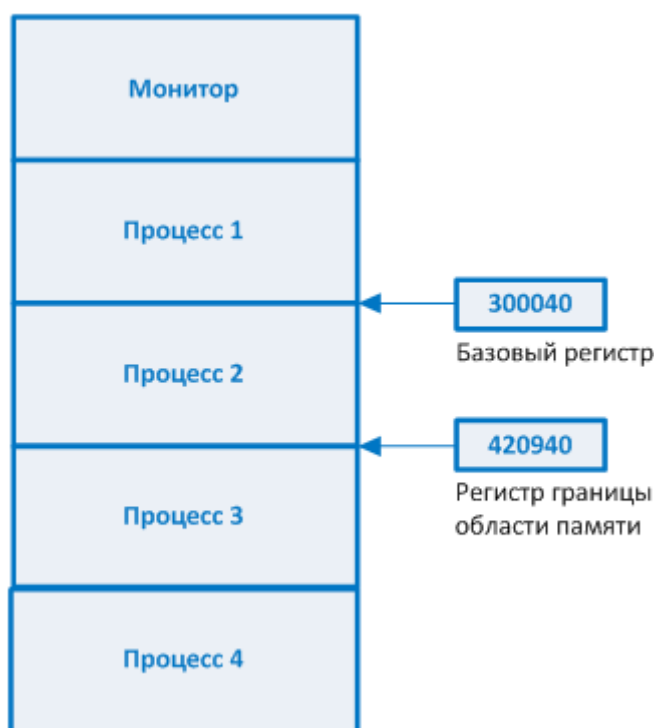 Монитор
Процесс 1
300040
Базовый регистр
Процесс 2
420940
Регистр границы
области памяти
Процесс 3
Процесс 4